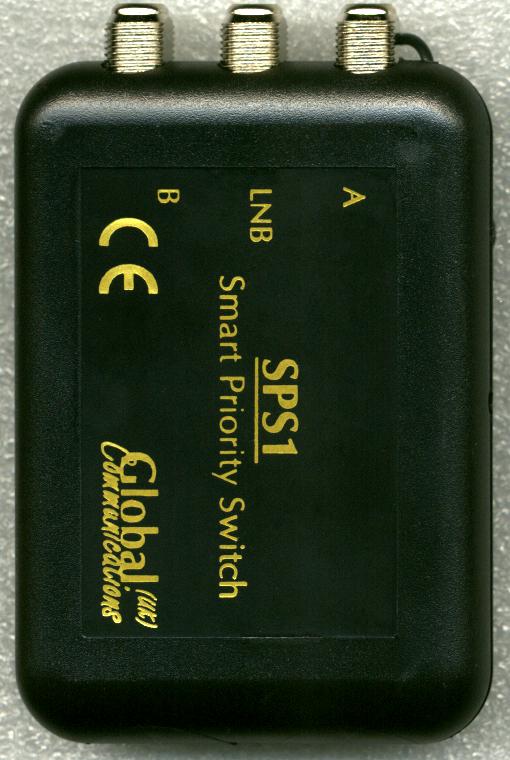 A
LNB
B
CE
SPS1
Smart Priority Switch
Global (UK)
Communications